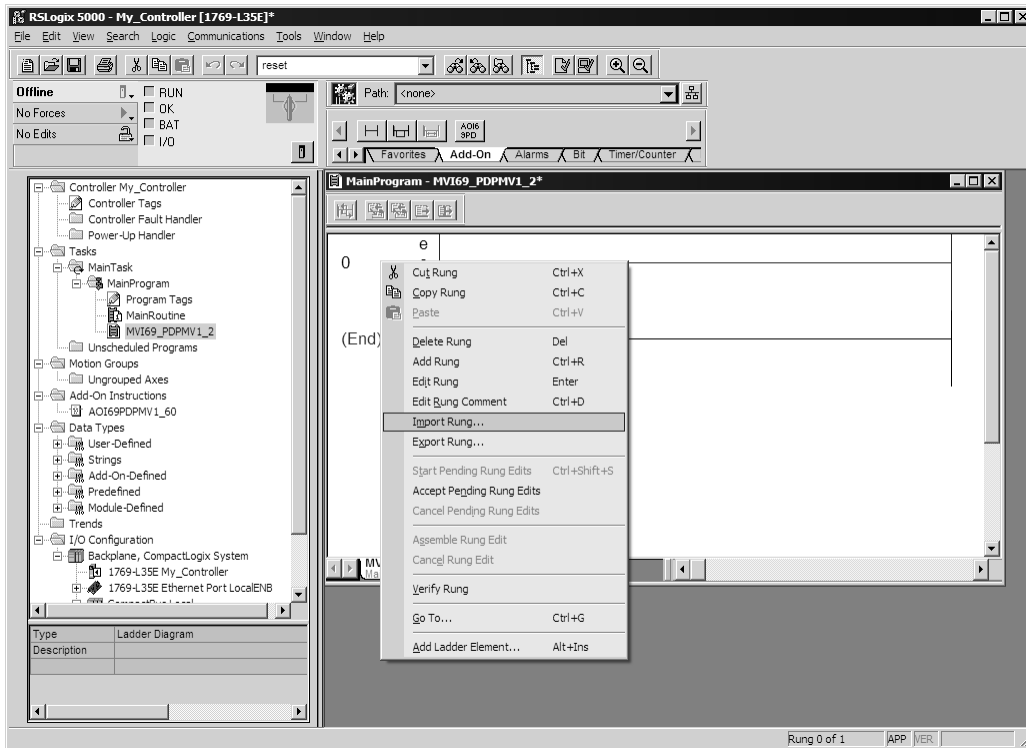 RSLogix 5000 - My_Controller [1769-L35E]*
File Edit View Search Logic Communications Tools Window Help
reset
Offline
RUN
No Forces
OK
No Edits
BAT
I/O
Path: <none>
AOI6
9PD
Favorites Add-On Alarms Bit Timer/Counter
Controller My_Controller
Controller Tags
Controller Fault Handler
Power-Up Handler
Tasks
MainTask
MainProgram
Program Tags
MainRoutine
MVI69_PDPMV1_2
Unscheduled Programs
Motion Groups
Ungrouped Axes
Add-On Instructions
AOI69PDPMV1_60
Data Types
User-Defined
Strings
Add-On-Defined
Predefined
Module-Defined
Trends
I/O Configuration
Backplane, CompactLogix System
1769-L35E My_Controller
1769-L35E Ethernet Port LocalENB
CompactBus Local
Type Ladder Diagram
Description
MainProgram - MVI69_PDPMV1_2*
e
0
(End)
Cut Rung Ctrl+X
Copy Rung Ctrl+C
Paste Ctrl+V
Delete Rung Del
Add Rung Ctrl+R
Edit Rung Enter
Edit Rung Comment Ctrl+D
Import Rung...
Export Rung...
Start Pending Rung Edits Ctrl+Shift+S
Accept Pending Rung Edits
Cancel Pending Rung Edits
Assemble Rung Edit
Cancel Rung Edit
Verify Rung
Go To... Ctrl+G
Add Ladder Element... Alt+Ins
MV
Ma
Rung 0 of 1 APP VER